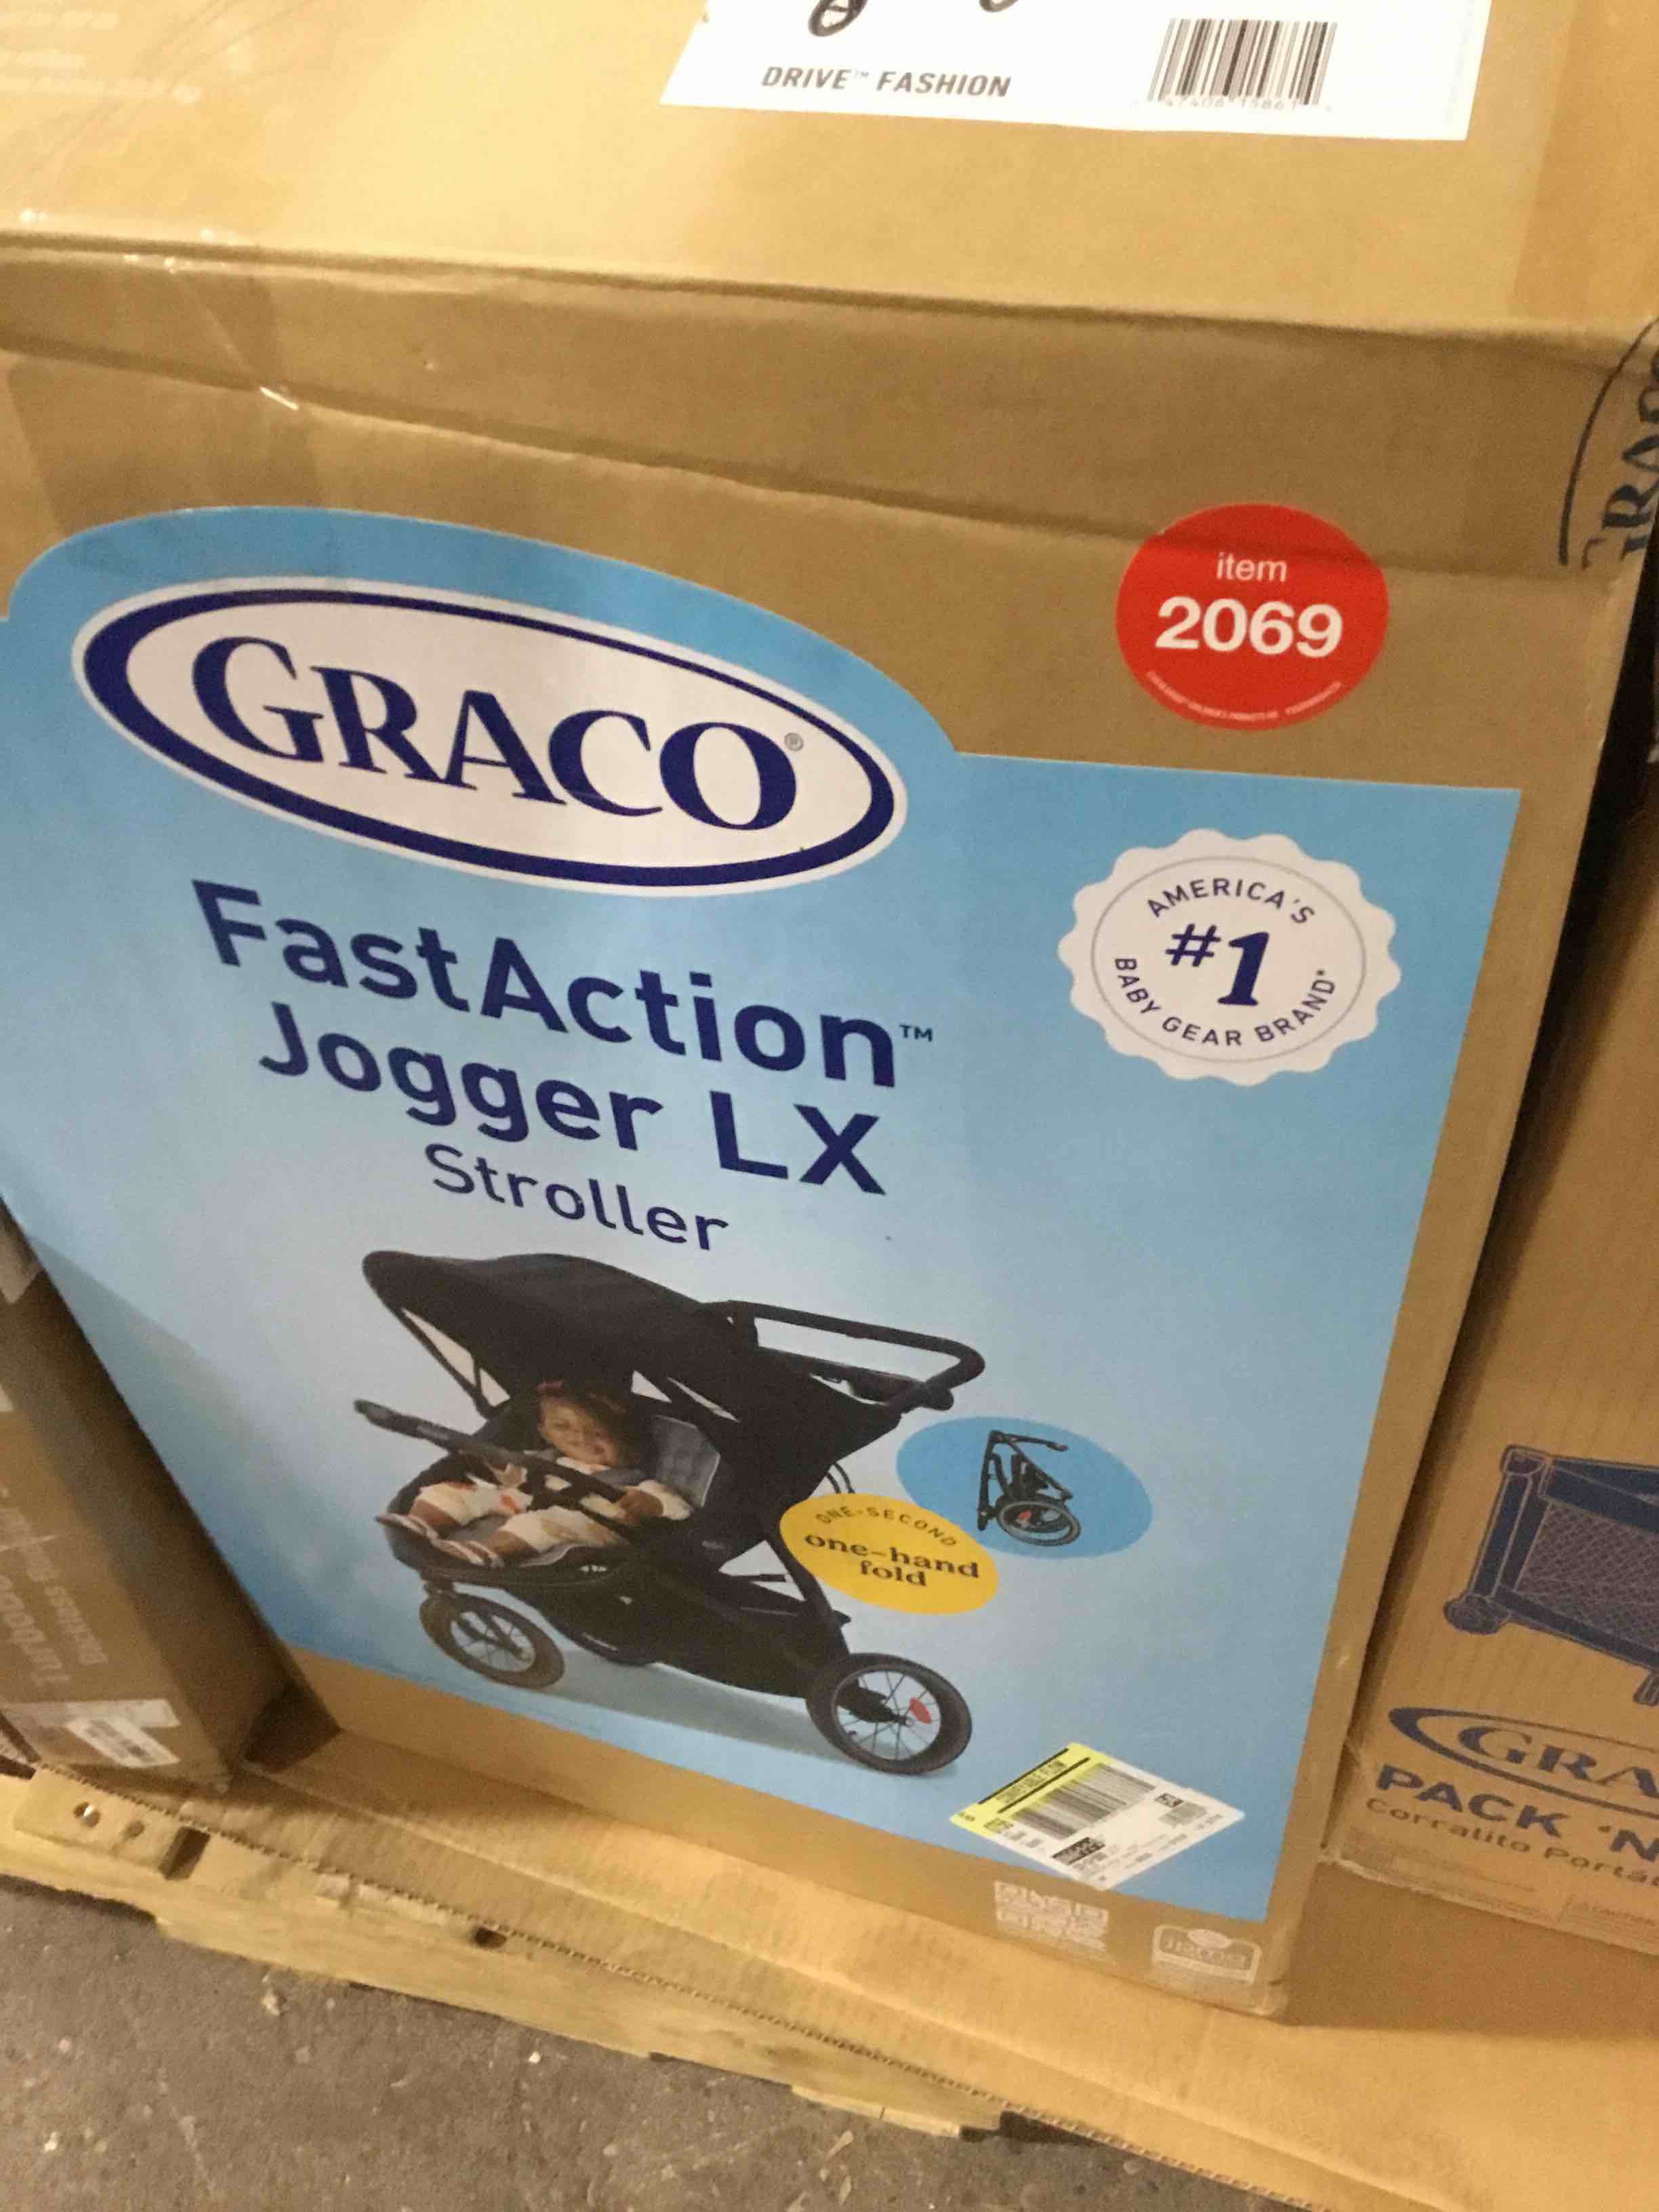 DRIVE™ FASHION
item
2069
GRACO®
FastAction™
Jogger LX
Stroller
AMERICA'S
#1
BABY GEAR BRAND*
ONE-SECOND
one-hand
fold
GRA
PACK 'N
Corralito Portát